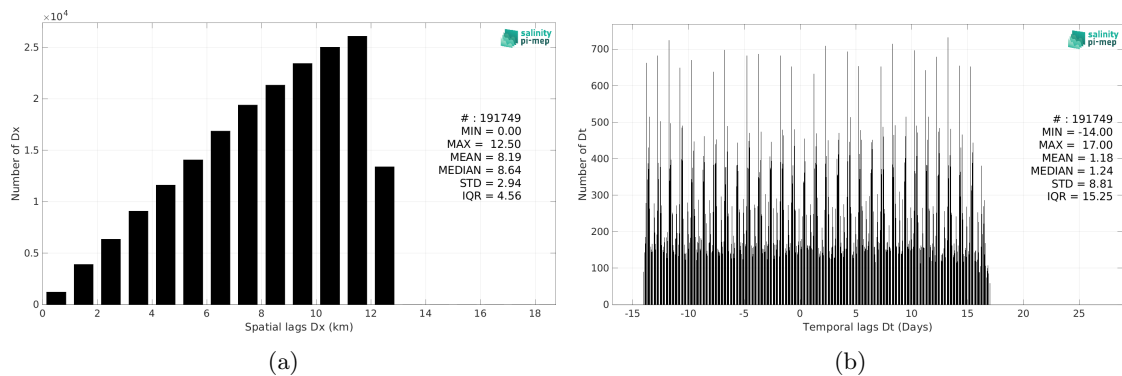 ×10⁴
2.5
2
1.5
1
0.5
0
Number of Dx
0 2 4 6 8 10 12 14 16 18
Spatial lags Dx (km)
salinity
pi-mep
# : 191749
MIN = 0.00
MAX = 12.50
MEAN = 8.19
MEDIAN = 8.64
STD = 2.94
IQR = 4.56
(a)
700
600
500
400
300
200
100
0
Number of Dt
-15 -10 -5 0 5 10 15 20 25
Temporal lags Dt (Days)
salinity
pi-mep
# : 191749
MIN = -14.00
MAX = 17.00
MEAN = 1.18
MEDIAN = 1.24
STD = 8.81
IQR = 15.25
(b)